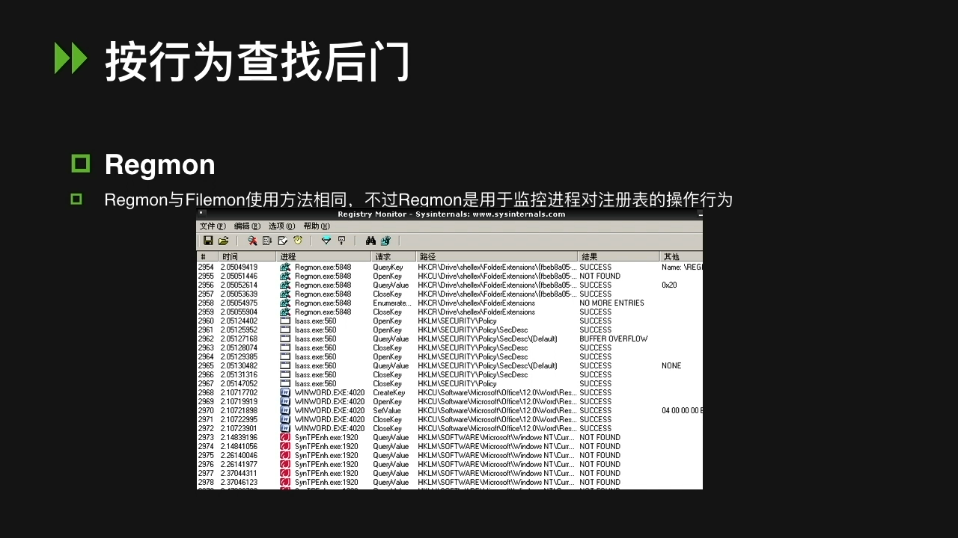 按行为查找后门
Regmon
Regmon与Filemon使用方法相同，不过Regmon是用于监控进程对注册表的操作行为
Registry Monitor - Sysinternals: www.sysinternals.com
文件(F) 编辑(E) 选项(O) 帮助(H)
# 时间 进程 请求 路径 结果 其他
2954 2.05049419 Regmon.exe:5848 QueryKey HKCR\Drive\shellex\FolderExtensions\{fbeb8a05-... SUCCESS Name: \REGI
2955 2.05051446 Regmon.exe:5848 OpenKey HKCR\Drive\shellex\FolderExtensions\{fbeb8a05-... NOT FOUND
2956 2.05052614 Regmon.exe:5848 QueryValue HKCR\Drive\shellex\FolderExtensions\{fbeb8a05-... SUCCESS 0x20
2957 2.05053639 Regmon.exe:5848 CloseKey HKCR\Drive\shellex\FolderExtensions\{fbeb8a05-... SUCCESS
2958 2.05054975 Regmon.exe:5848 Enumerate... HKCR\Drive\shellex\FolderExtensions NO MORE ENTRIES
2959 2.05055904 Regmon.exe:5848 CloseKey HKCR\Drive\shellex\FolderExtensions SUCCESS
2960 2.05124402 lsass.exe:560 OpenKey HKLM\SECURITY\Policy SUCCESS
2961 2.05125952 lsass.exe:560 OpenKey HKLM\SECURITY\Policy\SecDesc SUCCESS
2962 2.05127168 lsass.exe:560 QueryValue HKLM\SECURITY\Policy\SecDesc\(Default) BUFFER OVERFLOW
2963 2.05128074 lsass.exe:560 CloseKey HKLM\SECURITY\Policy\SecDesc SUCCESS
2964 2.05129385 lsass.exe:560 OpenKey HKLM\SECURITY\Policy\SecDesc SUCCESS
2965 2.05130482 lsass.exe:560 QueryValue HKLM\SECURITY\Policy\SecDesc\(Default) SUCCESS NONE
2966 2.05131316 lsass.exe:560 CloseKey HKLM\SECURITY\Policy\SecDesc SUCCESS
2967 2.05147052 lsass.exe:560 CloseKey HKLM\SECURITY\Policy SUCCESS
2968 2.10717702 WINWORD.EXE:4020 CreateKey HKCU\Software\Microsoft\Office\12.0\Word\Res... SUCCESS
2969 2.10719919 WINWORD.EXE:4020 OpenKey HKCU\Software\Microsoft\Office\12.0\Word\Res... SUCCESS
2970 2.10721898 WINWORD.EXE:4020 SetValue HKCU\Software\Microsoft\Office\12.0\Word\Res... SUCCESS 04 00 00 00 E
2971 2.10722995 WINWORD.EXE:4020 CloseKey HKCU\Software\Microsoft\Office\12.0\Word\Res... SUCCESS
2972 2.10723901 WINWORD.EXE:4020 CloseKey HKCU\Software\Microsoft\Office\12.0\Word\Res... SUCCESS
2973 2.14839196 SynTPEnh.exe:1920 QueryValue HKLM\SOFTWARE\Microsoft\Windows NT\Curr... NOT FOUND
2974 2.14841056 SynTPEnh.exe:1920 QueryValue HKLM\SOFTWARE\Microsoft\Windows NT\Curr... NOT FOUND
2975 2.26140046 SynTPEnh.exe:1920 QueryValue HKLM\SOFTWARE\Microsoft\Windows NT\Curr... NOT FOUND
2976 2.26141977 SynTPEnh.exe:1920 QueryValue HKLM\SOFTWARE\Microsoft\Windows NT\Curr... NOT FOUND
2977 2.37044311 SynTPEnh.exe:1920 QueryValue HKLM\SOFTWARE\Microsoft\Windows NT\Curr... NOT FOUND
2978 2.37046123 SynTPEnh.exe:1920 QueryValue HKLM\SOFTWARE\Microsoft\Windows NT\Curr... NOT FOUND